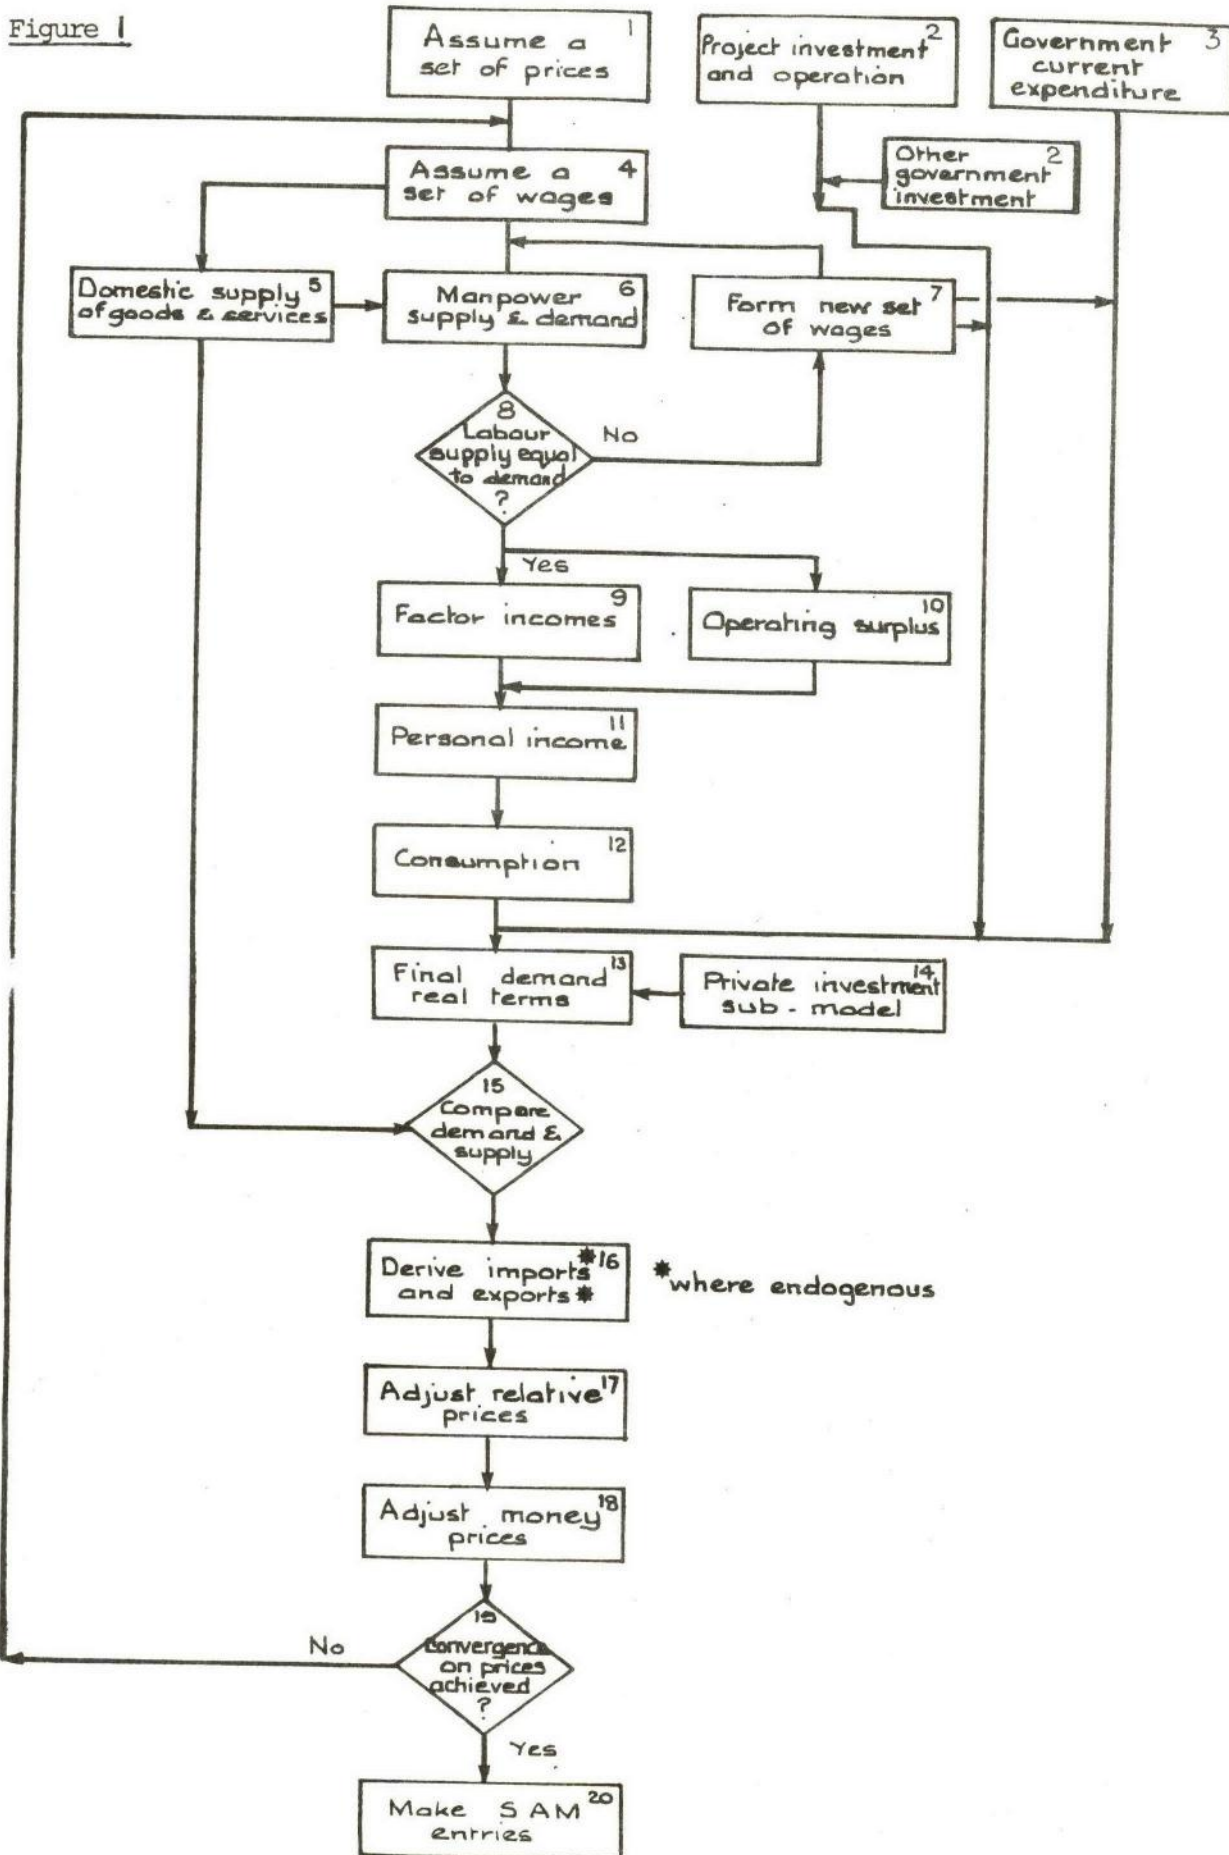 Figure 1
1
Assume a
set of prices
2
Project investment
and operation
3
Government
current
expenditure
2
Other
government
investment
4
Assume a
set of wages
5
Domestic supply
of goods & services
6
Manpower
supply & demand
7
Form new set
of wages
8
Labour
supply equal
to demand
?
No
Yes
9
Factor incomes
10
Operating surplus
11
Personal income
12
Consumption
13
Final demand
real terms
14
Private investment
sub-model
15
Compare
demand &
supply
16
Derive imports*
and exports*
*where endogenous
17
Adjust relative
prices
18
Adjust money
prices
19
Convergence
on prices
achieved
?
No
Yes
20
Make SAM
entries